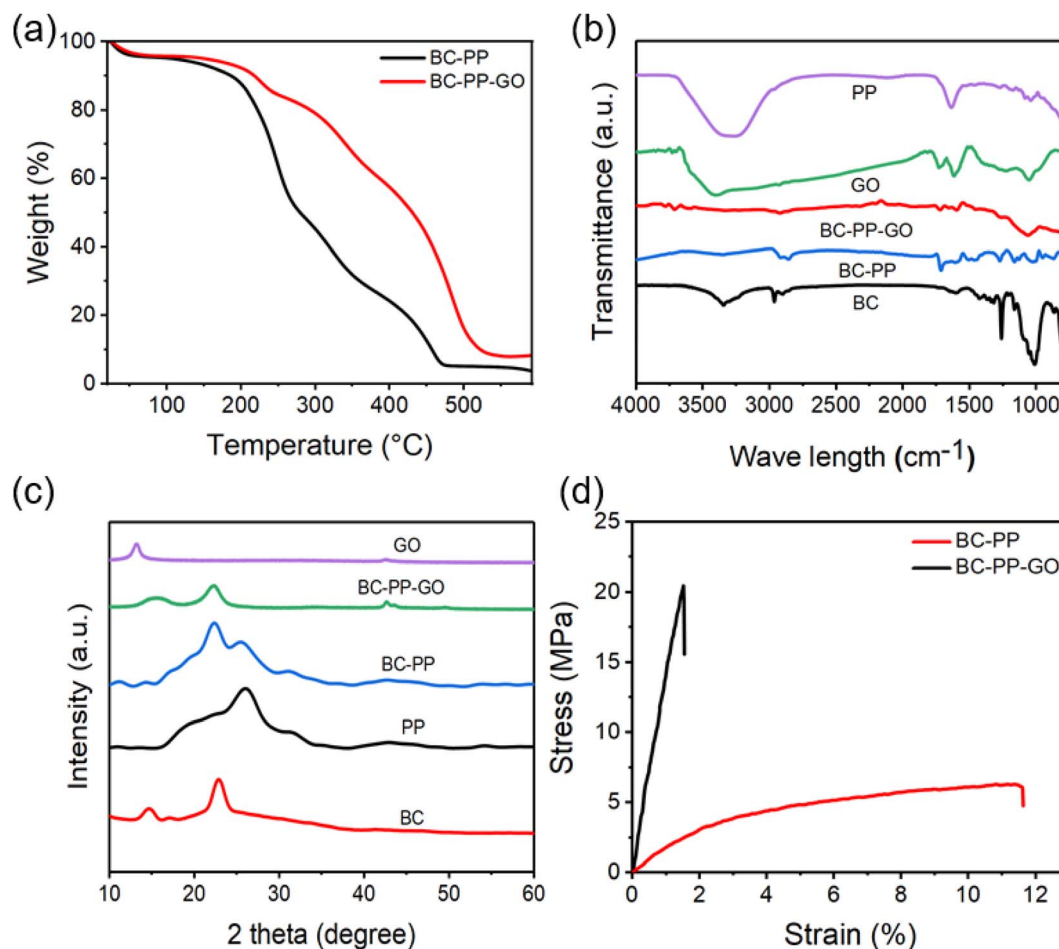 (a)
100
80
60
40
20
0
Weight (%)
BC-PP
BC-PP-GO
100
200
300
400
500
Temperature (°C)
(b)
Transmittance (a.u.)
PP
GO
BC-PP-GO
BC-PP
BC
4000
3500
3000
2500
2000
1500
1000
Wave length (cm-1)
(c)
Intensity (a.u.)
GO
BC-PP-GO
BC-PP
PP
BC
10
20
30
40
50
60
2 theta (degree)
(d)
25
20
15
10
5
0
Stress (MPa)
BC-PP
BC-PP-GO
0
2
4
6
8
10
12
Strain (%)